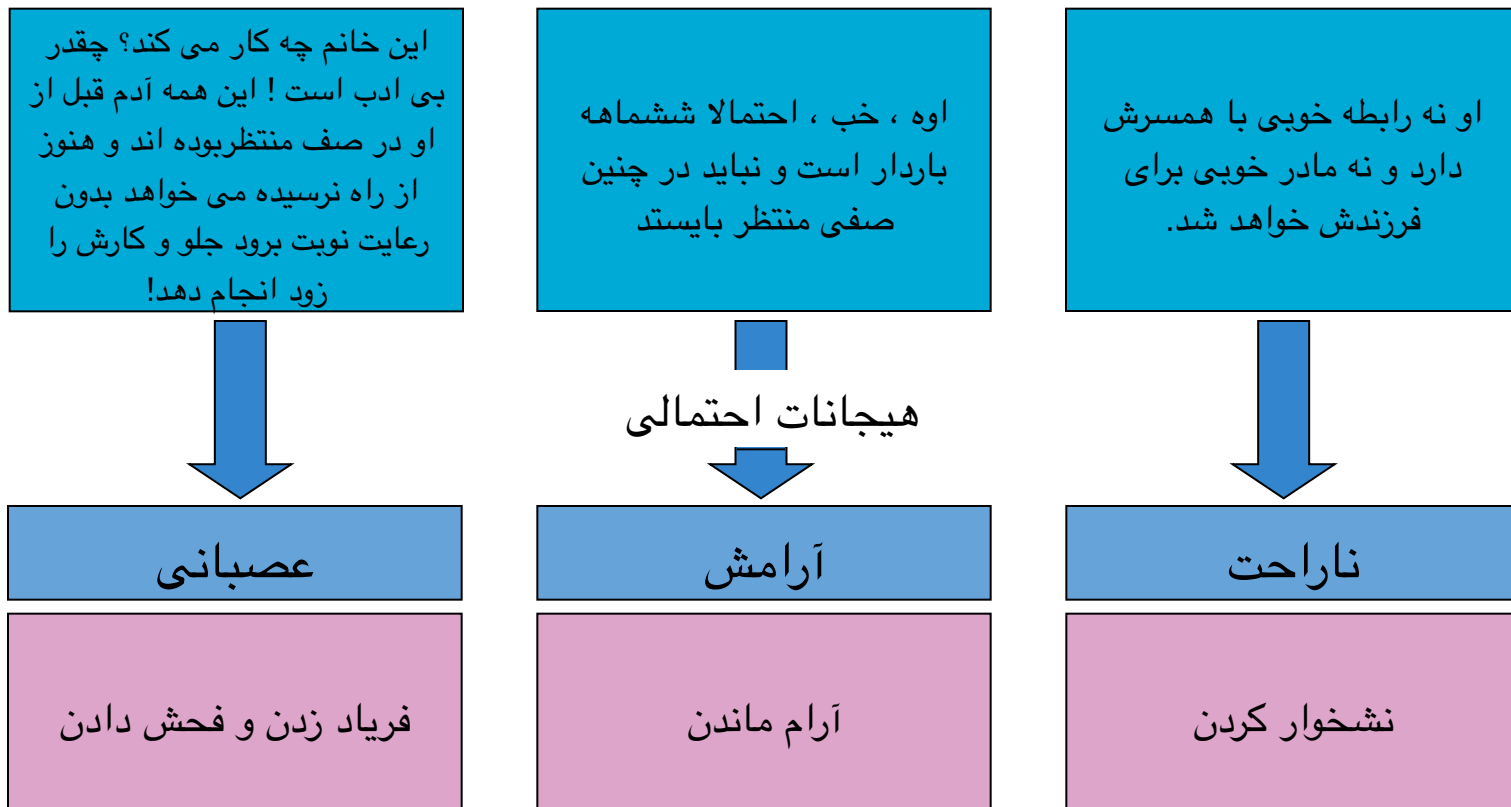 او نه رابطه خوبی با همسرش
دارد و نه مادر خوبی برای
فرزندش خواهد شد.
اوه ، خب ، احتمالا ششماهه
باردار است و نباید در چنین
صفی منتظر بایستد
این خانم چه کار می کند؟ چقدر
بی ادب است ! این همه آدم قبل از
او در صف منتظربوده اند و هنوز
از راه نرسیده می خواهد بدون
رعایت نوبت برود جلو و کارش را
زود انجام دهد!
هیجانات احتمالی
ناراحت
آرامش
عصبانی
نشخوار کردن
آرام ماندن
فریاد زدن و فحش دادن